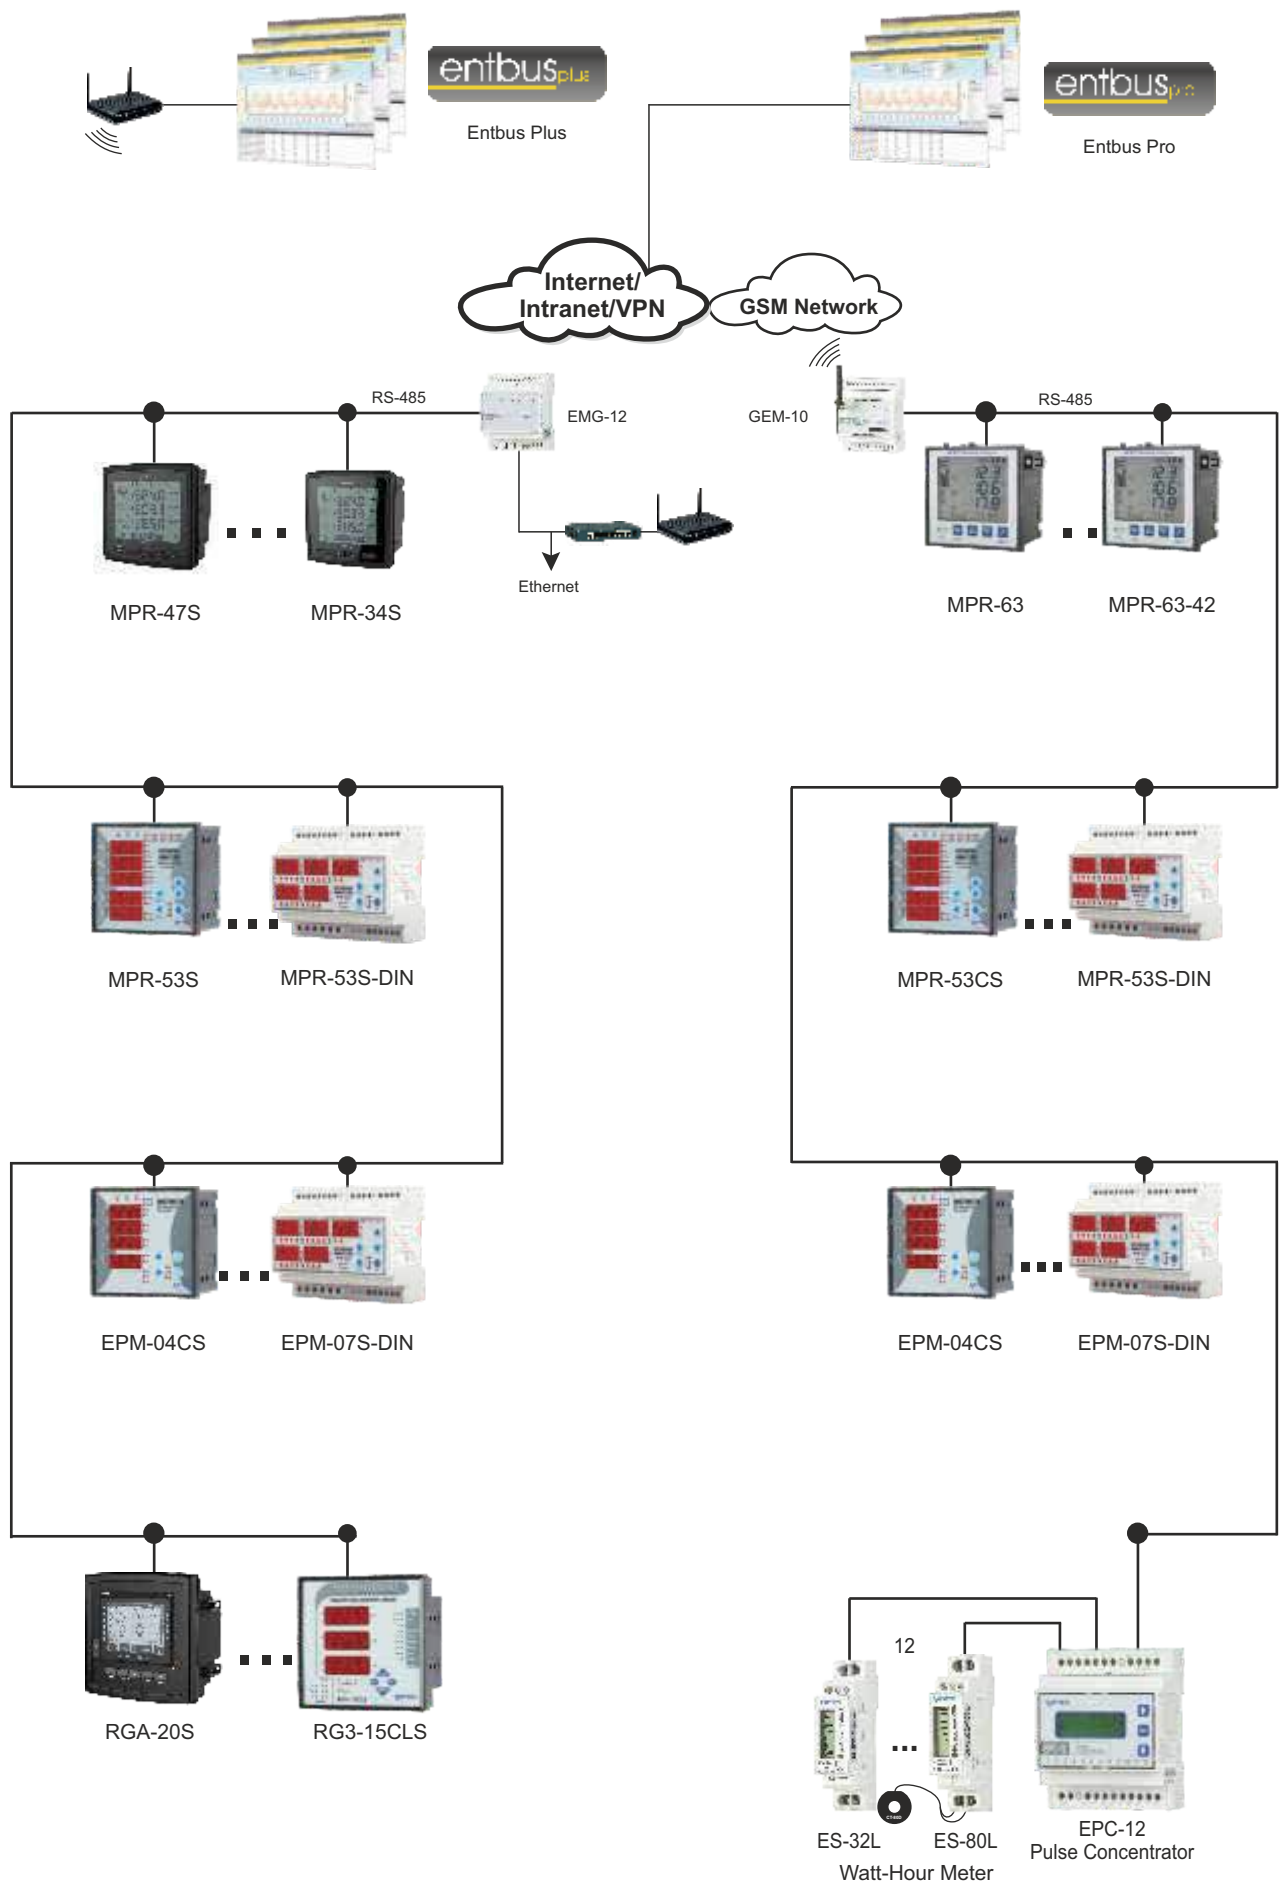 entbus plus
Entbus Plus
entbus pro
Entbus Pro
Internet/
Intranet/VPN
GSM Network
RS-485
EMG-12
GEM-10
RS-485
Ethernet
MPR-47S
MPR-34S
MPR-63
MPR-63-42
MPR-53S
MPR-53S-DIN
MPR-53CS
MPR-53S-DIN
EPM-04CS
EPM-07S-DIN
EPM-04CS
EPM-07S-DIN
12
RGA-20S
RG3-15CLS
ES-32L
ES-80L
Watt-Hour Meter
EPC-12
Pulse Concentrator